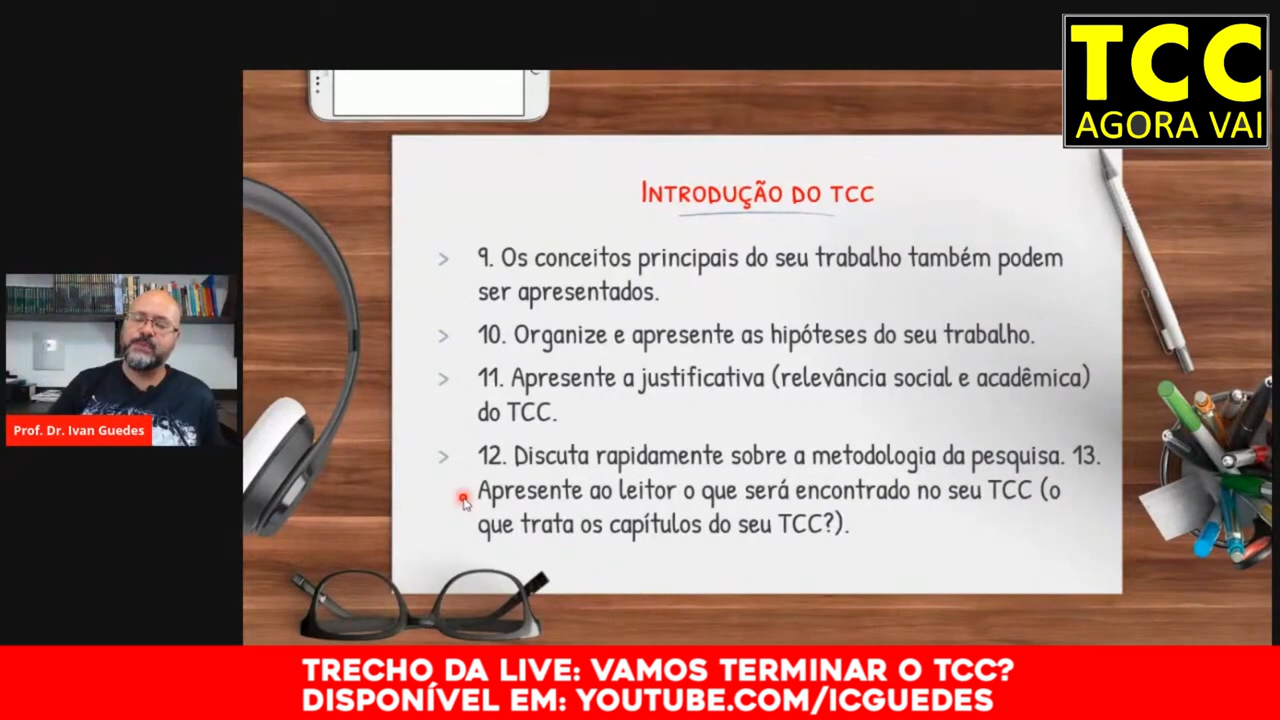 TCC
AGORA VAI
INTRODUÇÃO DO TCC
> 9. Os conceitos principais do seu trabalho também podem
ser apresentados.
> 10. Organize e apresente as hipóteses do seu trabalho.
> 11. Apresente a justificativa (relevância social e acadêmica)
do TCC.
> 12. Discuta rapidamente sobre a metodologia da pesquisa. 13.
Apresente ao leitor o que será encontrado no seu TCC (o
que trata os capítulos do seu TCC?).
Prof. Dr. Ivan Guedes
TRECHO DA LIVE: VAMOS TERMINAR O TCC?
DISPONÍVEL EM: YOUTUBE.COM/ICGUEDES